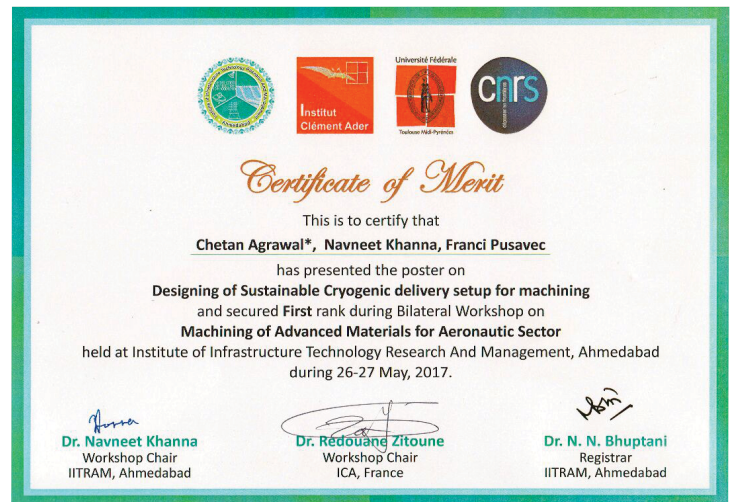 Institut
Clément Ader
Université Fédérale
Toulouse Midi-Pyrénées
cnrs
Certificate of Merit
This is to certify that
Chetan Agrawal*, Navneet Khanna, Franci Pusavec
has presented the poster on
Designing of Sustainable Cryogenic delivery setup for machining
and secured First rank during Bilateral Workshop on
Machining of Advanced Materials for Aeronautic Sector
held at Institute of Infrastructure Technology Research And Management, Ahmedabad
during 26-27 May, 2017.
Dr. Navneet Khanna
Workshop Chair
IITRAM, Ahmedabad
Dr. Redouane Zitoune
Workshop Chair
ICA, France
Dr. N. N. Bhuptani
Registrar
IITRAM, Ahmedabad